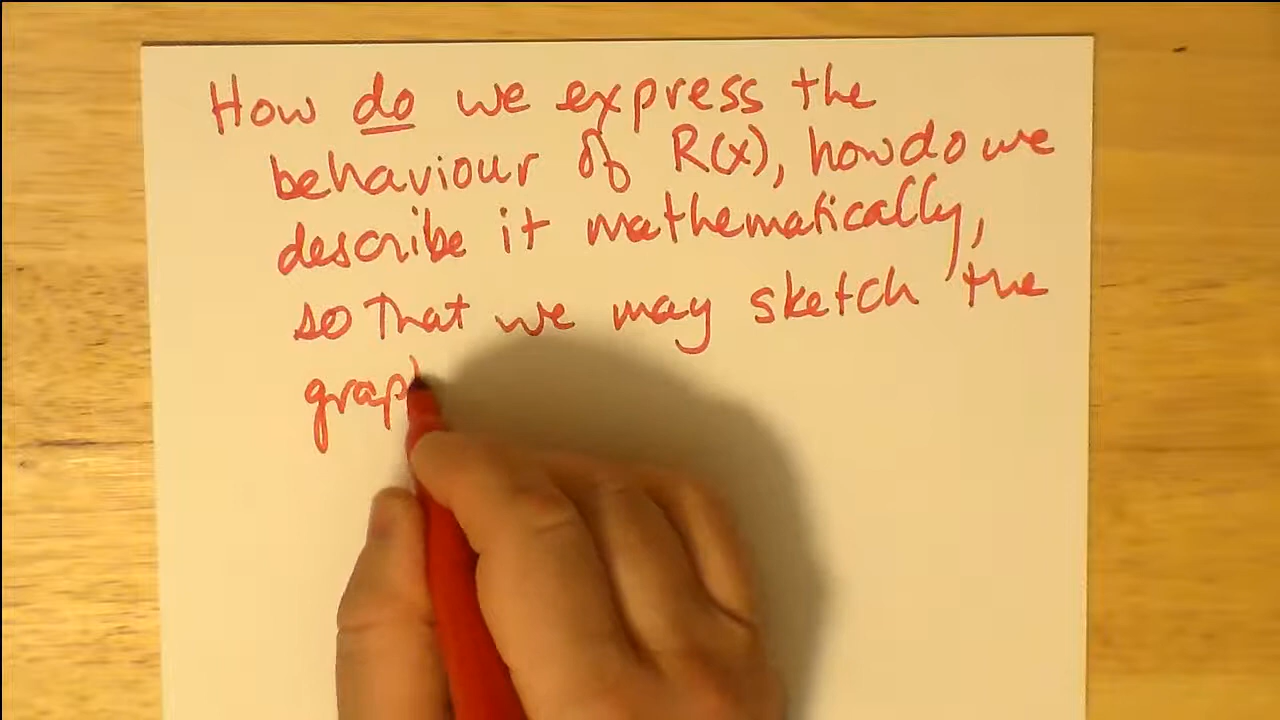 How do we express the
behaviour of R(x), how do we
describe it mathematically,
so that we may sketch the
grap